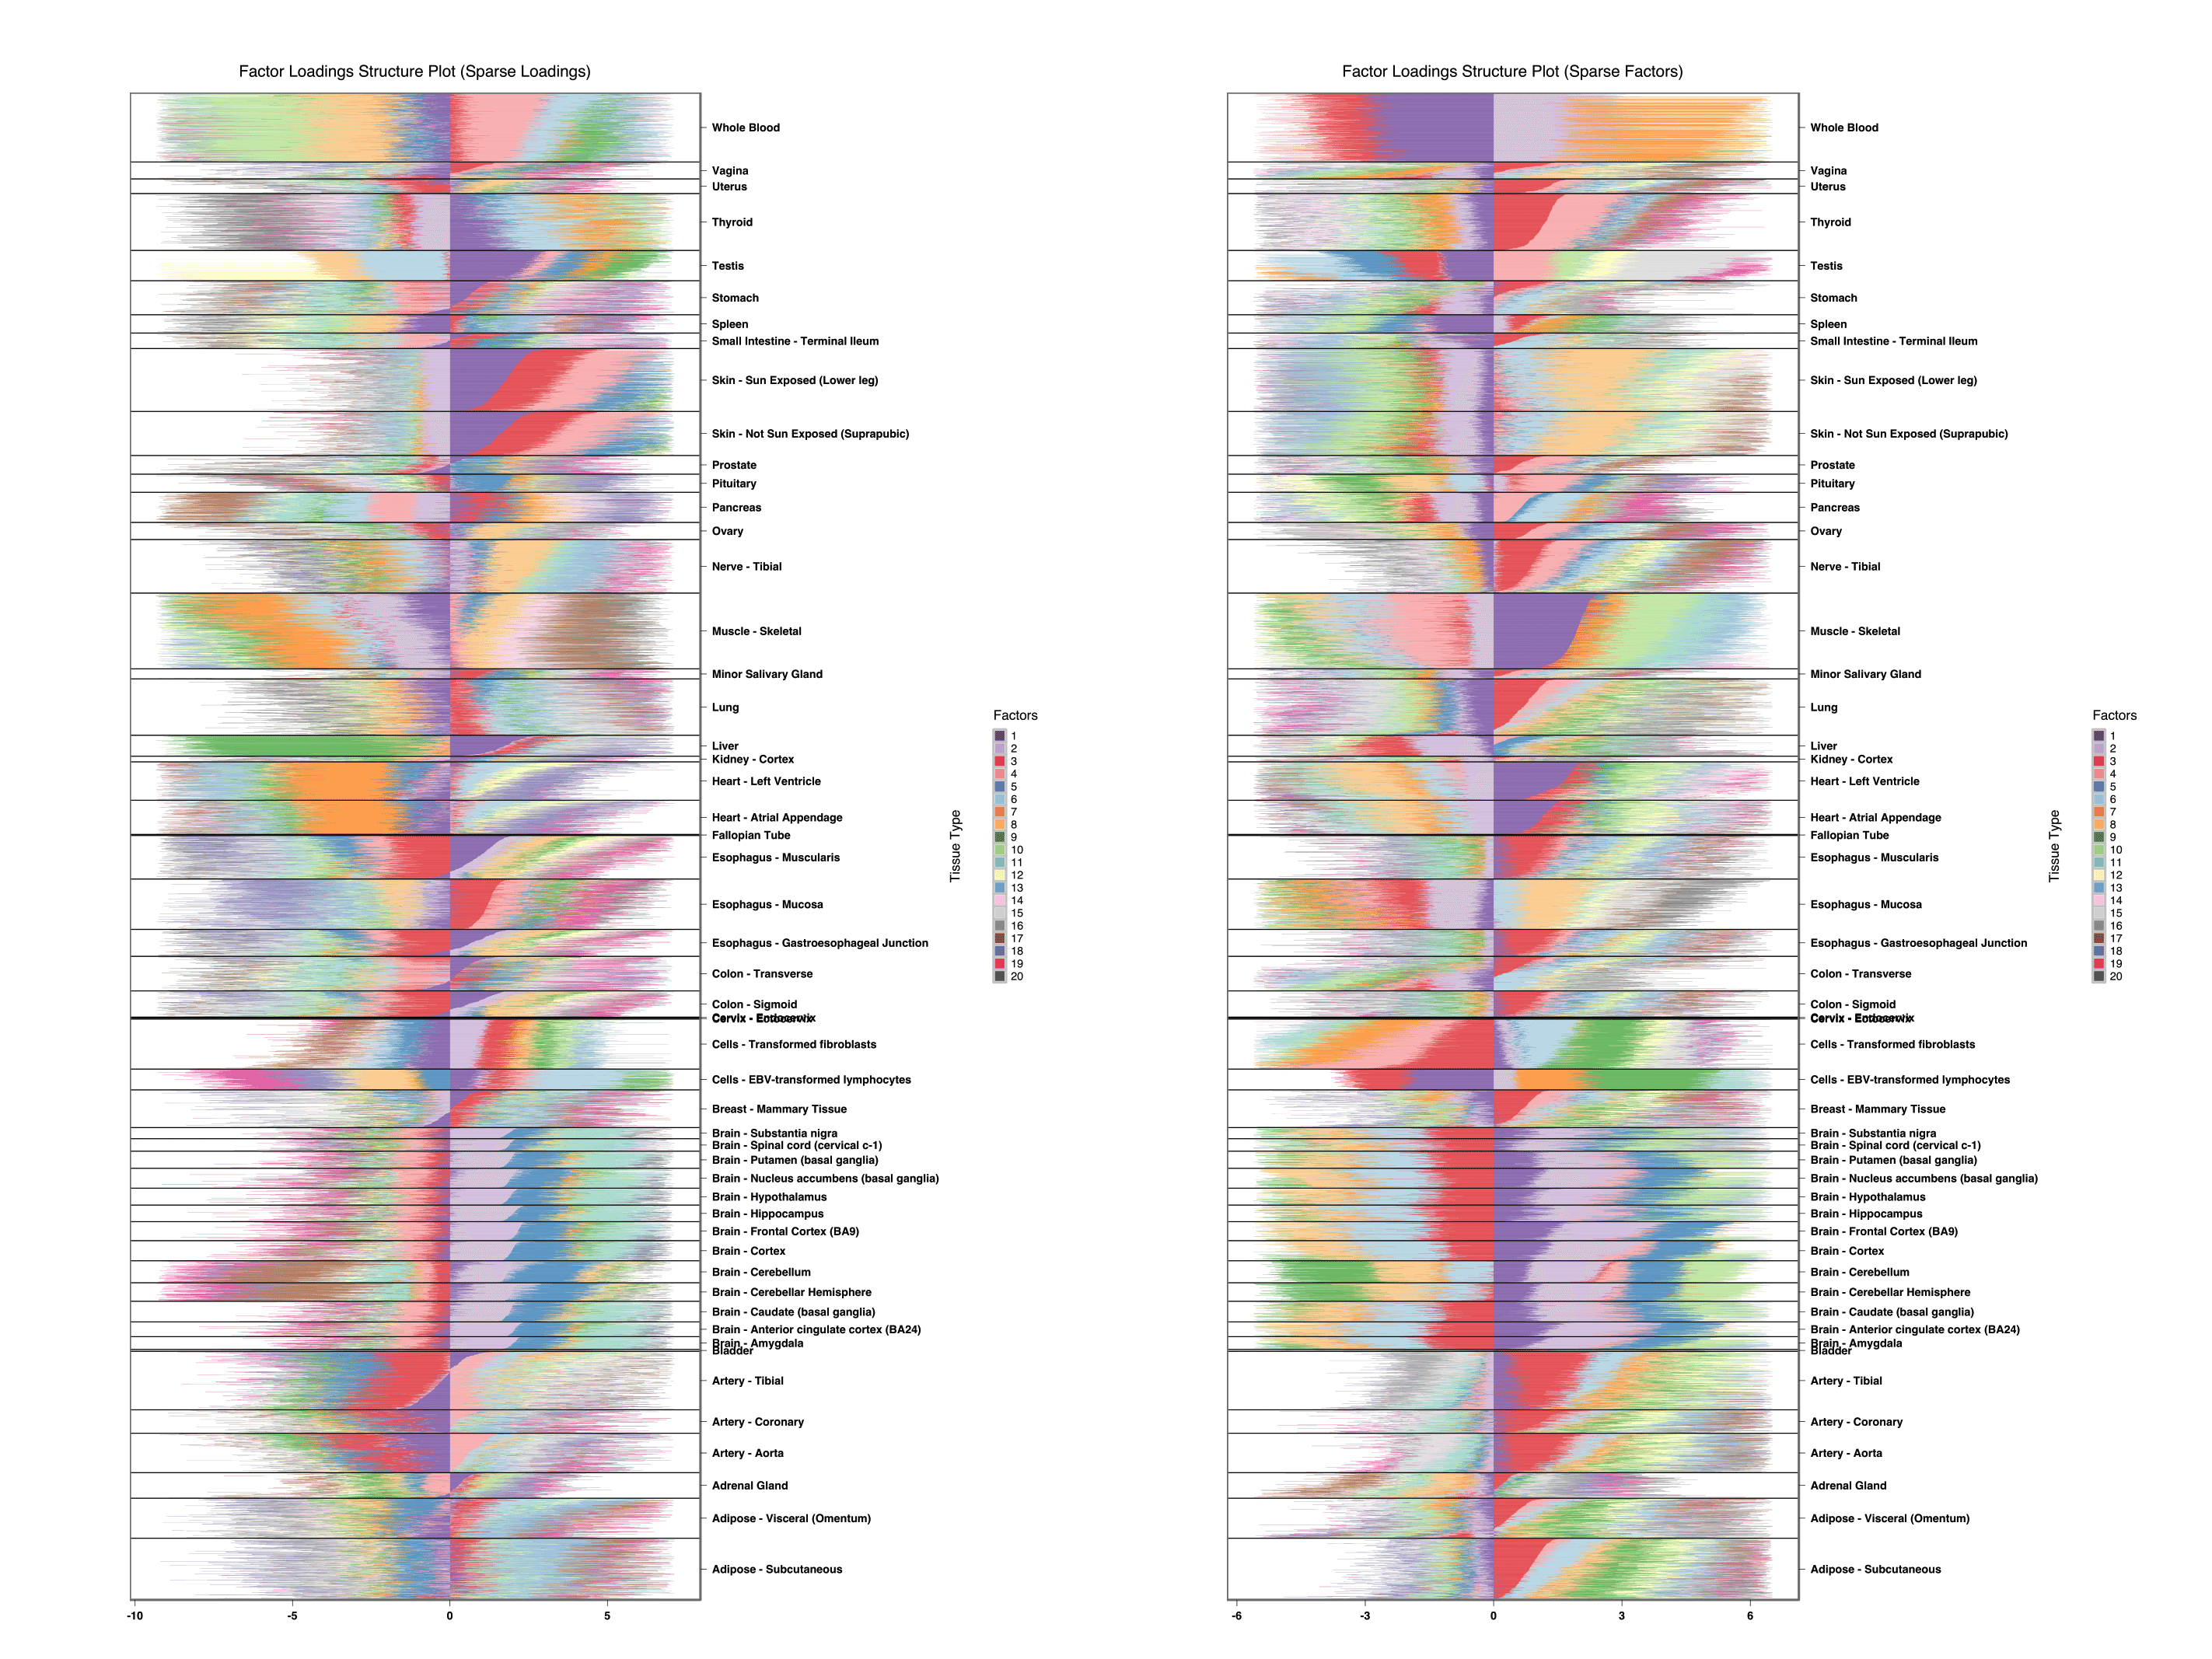 Factor Loadings Structure Plot (Sparse Loadings)
Whole Blood
Vagina
Uterus
Thyroid
Testis
Stomach
Spleen
Small Intestine - Terminal Ileum
Skin - Sun Exposed (Lower leg)
Skin - Not Sun Exposed (Suprapubic)
Prostate
Pituitary
Pancreas
Ovary
Nerve - Tibial
Muscle - Skeletal
Minor Salivary Gland
Lung
Liver
Kidney - Cortex
Heart - Left Ventricle
Heart - Atrial Appendage
Fallopian Tube
Esophagus - Muscularis
Esophagus - Mucosa
Esophagus - Gastroesophageal Junction
Colon - Transverse
Colon - Sigmoid
Cervix - Endocervix
Cervix - Ectocervix
Cells - Transformed fibroblasts
Cells - EBV-transformed lymphocytes
Breast - Mammary Tissue
Brain - Substantia nigra
Brain - Spinal cord (cervical c-1)
Brain - Putamen (basal ganglia)
Brain - Nucleus accumbens (basal ganglia)
Brain - Hypothalamus
Brain - Hippocampus
Brain - Frontal Cortex (BA9)
Brain - Cortex
Brain - Cerebellum
Brain - Cerebellar Hemisphere
Brain - Caudate (basal ganglia)
Brain - Anterior cingulate cortex (BA24)
Brain - Amygdala
Bladder
Artery - Tibial
Artery - Coronary
Artery - Aorta
Adrenal Gland
Adipose - Visceral (Omentum)
Adipose - Subcutaneous
-10 -5 0 5
Tissue Type
Factors
1
2
3
4
5
6
7
8
9
10
11
12
13
14
15
16
17
18
19
20
Factor Loadings Structure Plot (Sparse Factors)
Whole Blood
Vagina
Uterus
Thyroid
Testis
Stomach
Spleen
Small Intestine - Terminal Ileum
Skin - Sun Exposed (Lower leg)
Skin - Not Sun Exposed (Suprapubic)
Prostate
Pituitary
Pancreas
Ovary
Nerve - Tibial
Muscle - Skeletal
Minor Salivary Gland
Lung
Liver
Kidney - Cortex
Heart - Left Ventricle
Heart - Atrial Appendage
Fallopian Tube
Esophagus - Muscularis
Esophagus - Mucosa
Esophagus - Gastroesophageal Junction
Colon - Transverse
Colon - Sigmoid
Cervix - Endocervix
Cervix - Ectocervix
Cells - Transformed fibroblasts
Cells - EBV-transformed lymphocytes
Breast - Mammary Tissue
Brain - Substantia nigra
Brain - Spinal cord (cervical c-1)
Brain - Putamen (basal ganglia)
Brain - Nucleus accumbens (basal ganglia)
Brain - Hypothalamus
Brain - Hippocampus
Brain - Frontal Cortex (BA9)
Brain - Cortex
Brain - Cerebellum
Brain - Cerebellar Hemisphere
Brain - Caudate (basal ganglia)
Brain - Anterior cingulate cortex (BA24)
Brain - Amygdala
Bladder
Artery - Tibial
Artery - Coronary
Artery - Aorta
Adrenal Gland
Adipose - Visceral (Omentum)
Adipose - Subcutaneous
-6 -3 0 3 6
Tissue Type
Factors
1
2
3
4
5
6
7
8
9
10
11
12
13
14
15
16
17
18
19
20